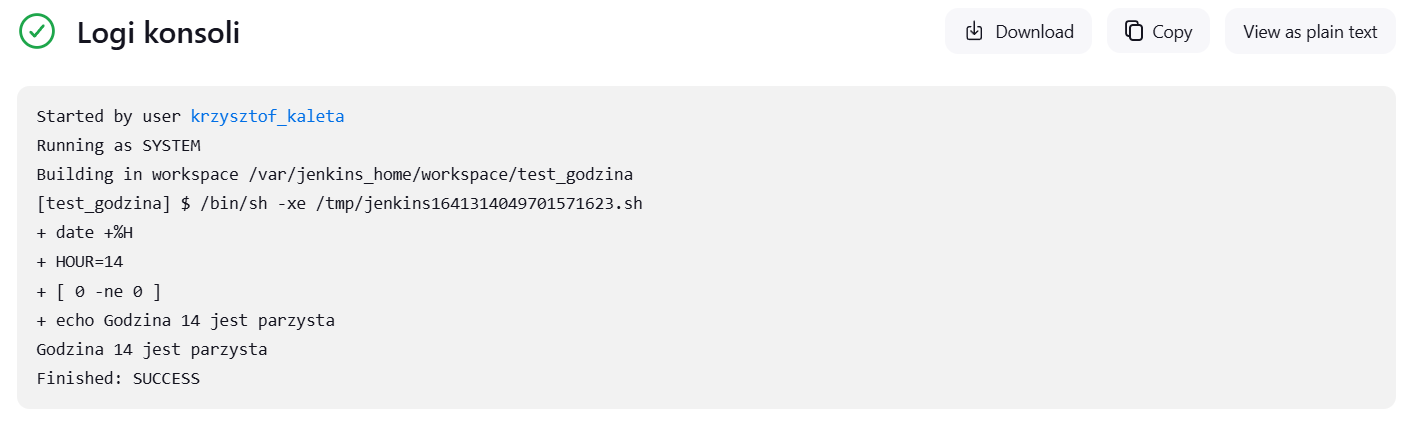 Logi konsoli
Download
Copy
View as plain text
Started by user krzysztof_kaleta
Running as SYSTEM
Building in workspace /var/jenkins_home/workspace/test_godzina
[test_godzina] $ /bin/sh -xe /tmp/jenkins1641314049701571623.sh
+ date +%H
+ HOUR=14
+ [ 0 -ne 0 ]
+ echo Godzina 14 jest parzysta
Godzina 14 jest parzysta
Finished: SUCCESS